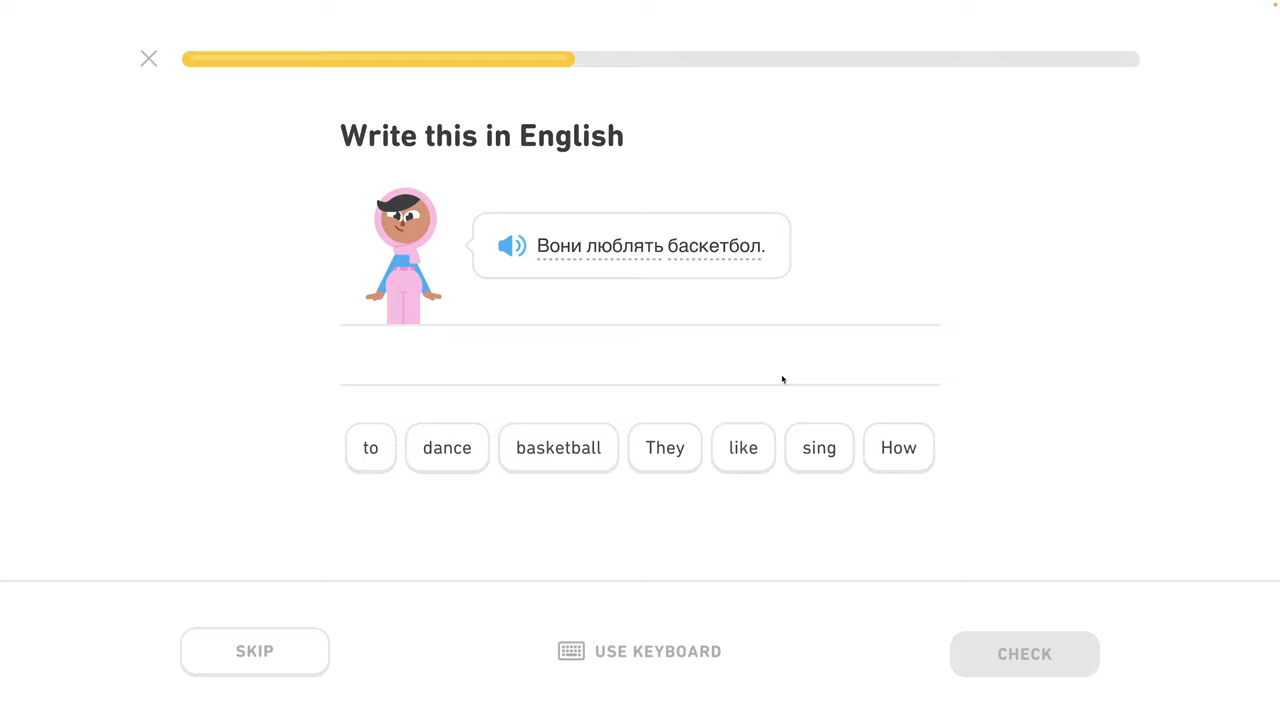 Write this in English
Вони люблять баскетбол.
to dance basketball They like sing How
SKIP USE KEYBOARD CHECK